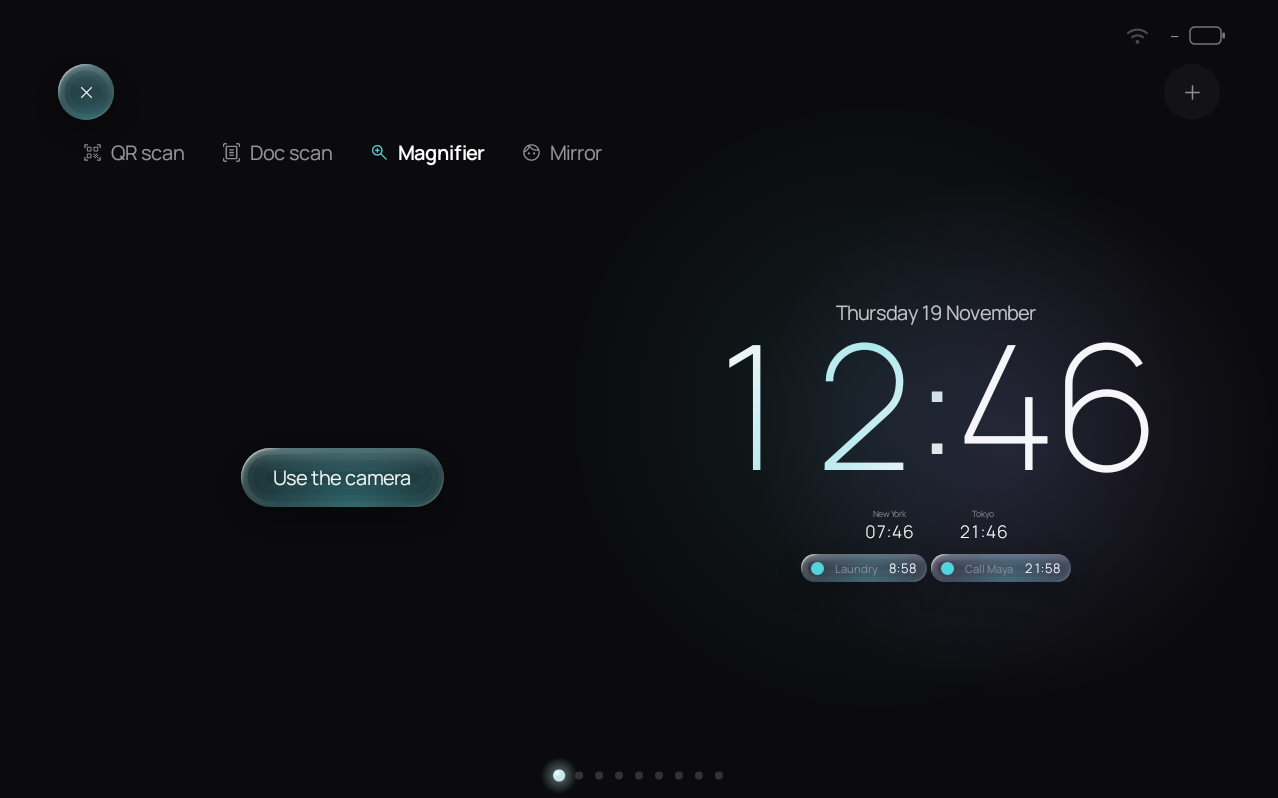 QR scan Doc scan Magnifier Mirror
Thursday 19 November
12:46
New York Tokyo
07:46 21:46
Laundry 8:58 Call Maya 21:58
Use the camera